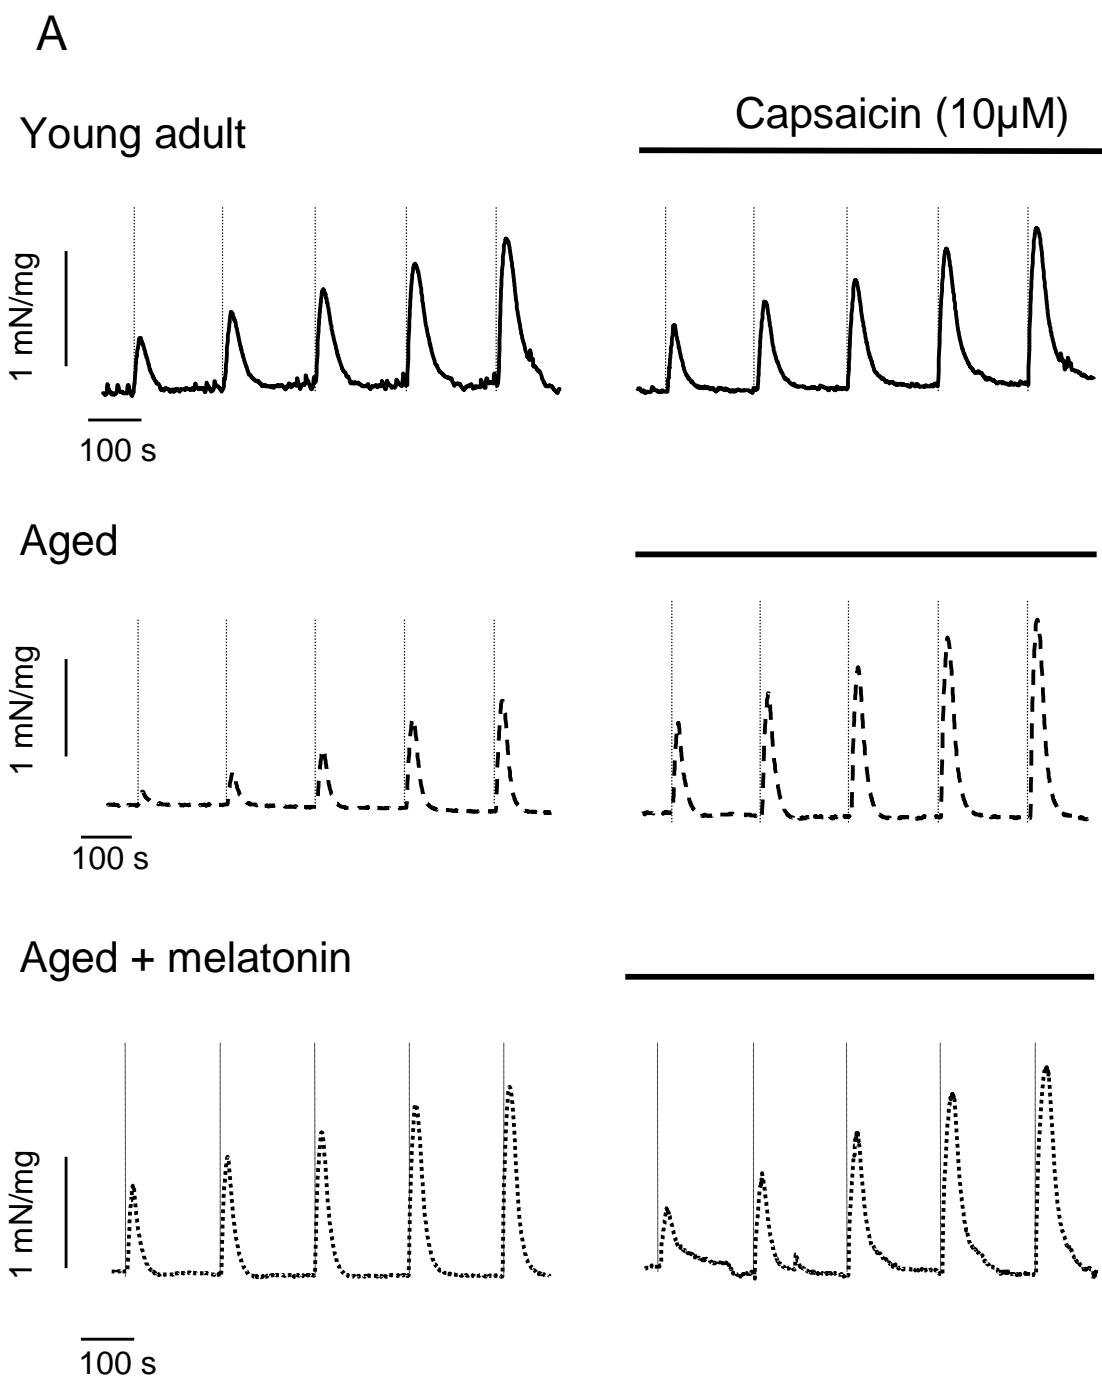 A
Young adult
Capsaicin (10µM)
1 mN/mg
100 s
Aged
1 mN/mg
100 s
Aged + melatonin
1 mN/mg
100 s